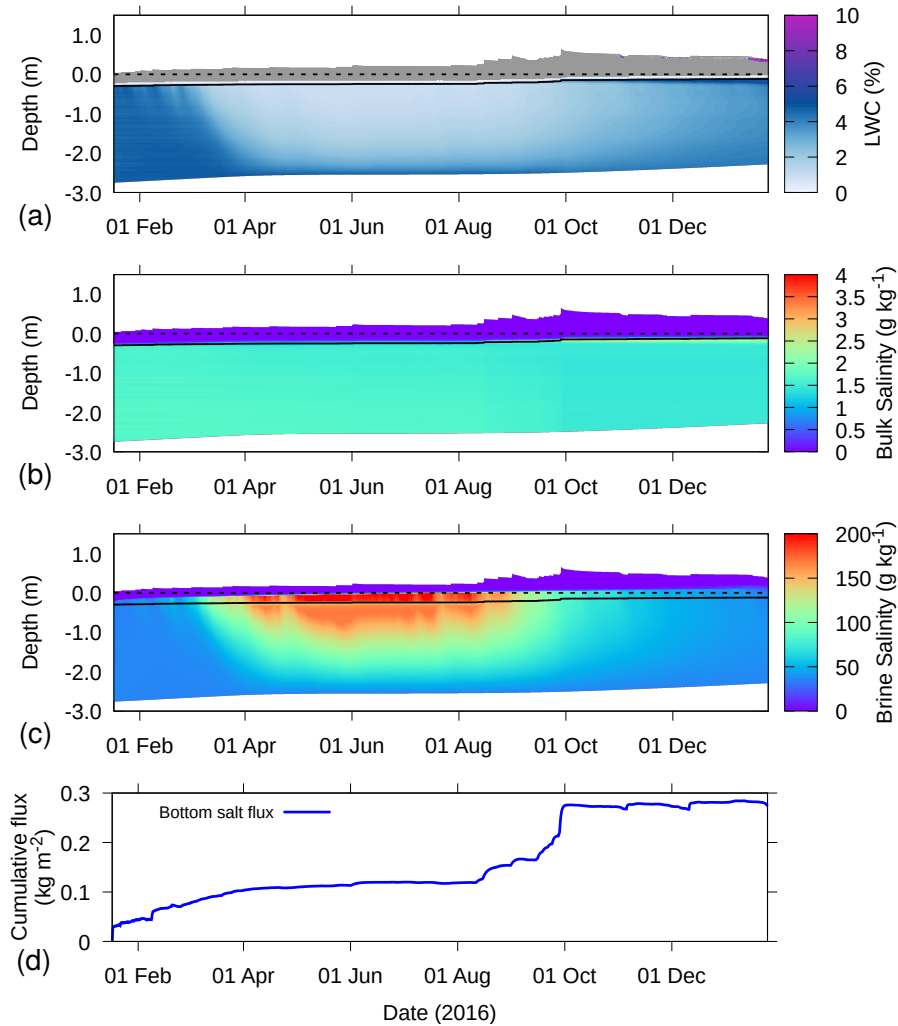 1.0
0.0
-1.0
-2.0
-3.0
Depth (m)
01 Feb 01 Apr 01 Jun 01 Aug 01 Oct 01 Dec
10
8
6
4
2
0
LWC (%)
(a)
1.0
0.0
-1.0
-2.0
-3.0
Depth (m)
01 Feb 01 Apr 01 Jun 01 Aug 01 Oct 01 Dec
4
3.5
3
2.5
2
1.5
1
0.5
0
Bulk Salinity (g kg-1)
(b)
1.0
0.0
-1.0
-2.0
-3.0
Depth (m)
01 Feb 01 Apr 01 Jun 01 Aug 01 Oct 01 Dec
200
150
100
50
0
Brine Salinity (g kg-1)
(c)
0.3
0.2
0.1
0
Cumulative flux
(kg m-2)
Bottom salt flux
01 Feb 01 Apr 01 Jun 01 Aug 01 Oct 01 Dec
(d)
Date (2016)